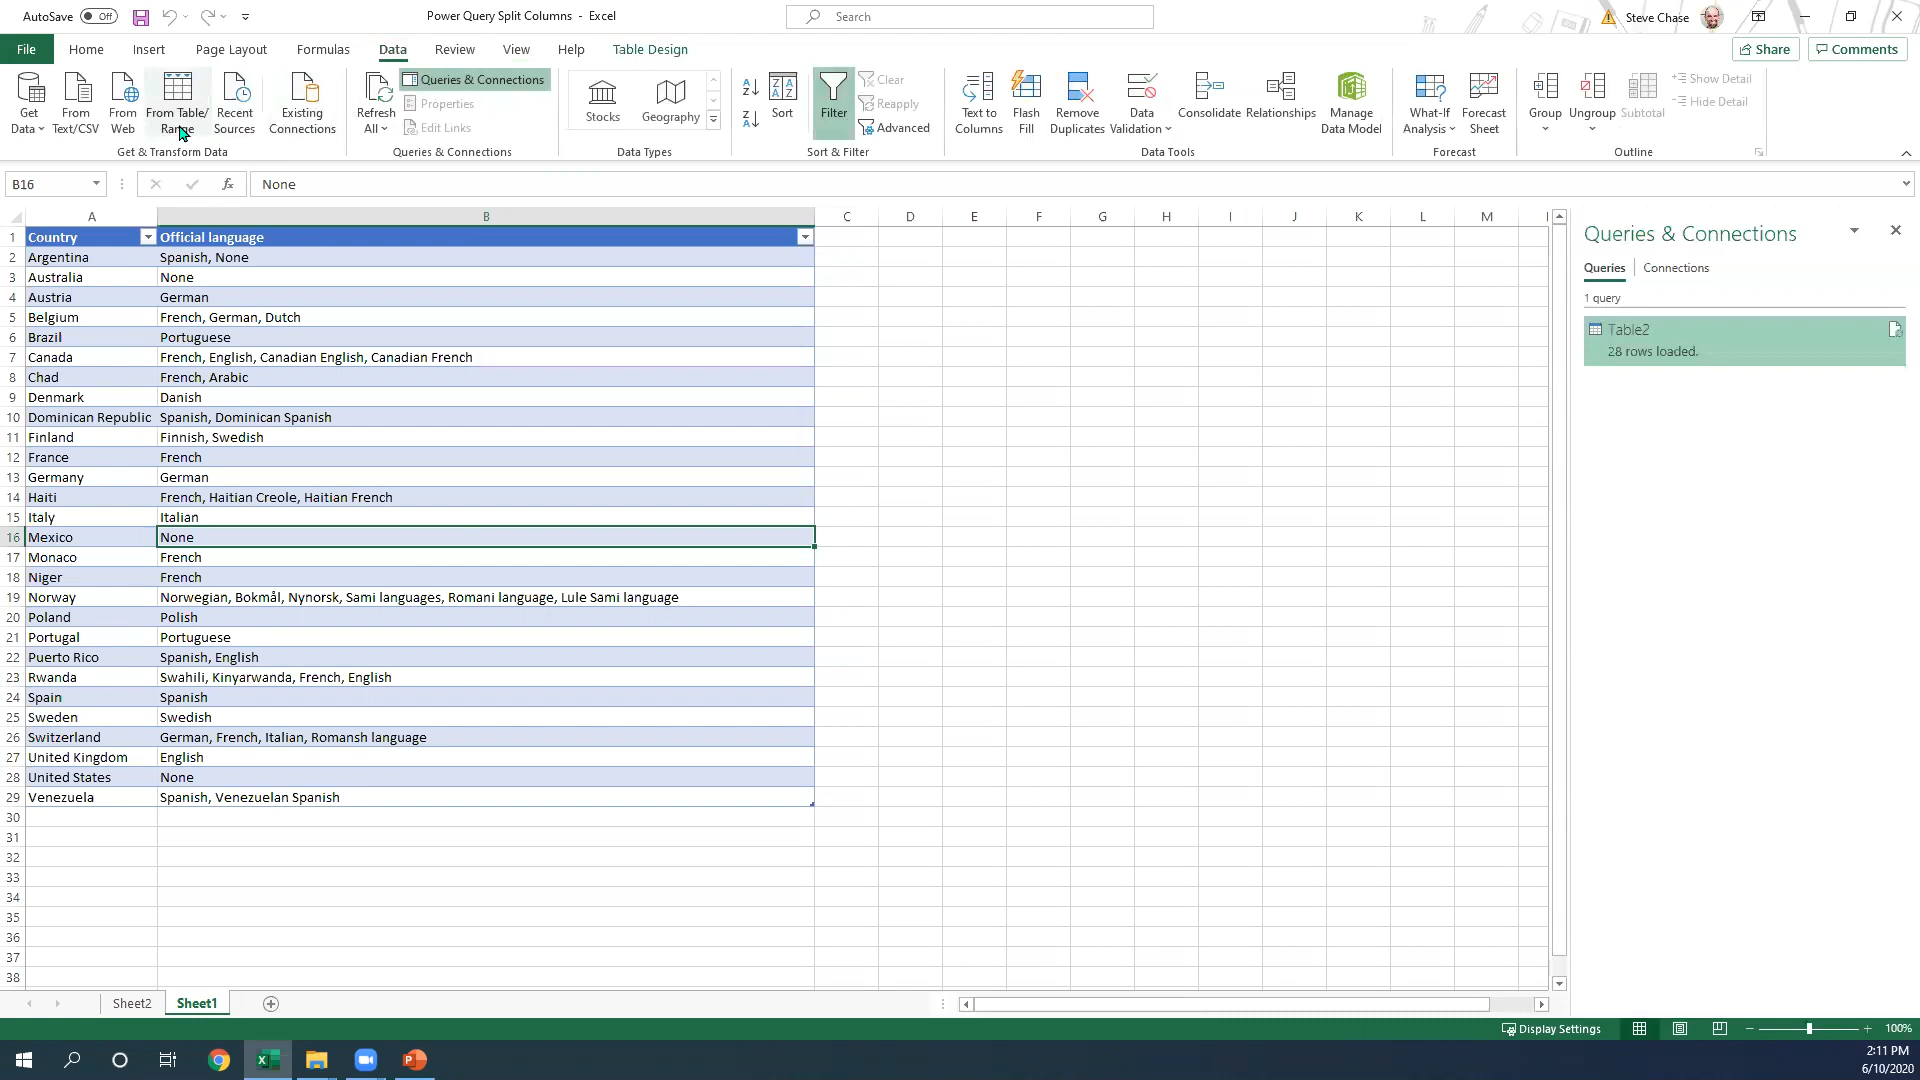 AutoSave Off Power Query Split Columns - Excel Search Steve Chase
File Home Insert Page Layout Formulas Data Review View Help Table Design Share Comments
Get Data From Text/CSV From Web From Table/ Range Recent Sources Existing Connections
Get & Transform Data
Refresh All Queries & Connections
Properties
Edit Links
Queries & Connections
Stocks Geography
Data Types
Sort Filter Clear
Reapply
Advanced
Sort & Filter
Text to Columns Flash Fill Remove Duplicates Data Validation Consolidate Relationships Manage Data Model
Data Tools
What-If Analysis Forecast Sheet
Forecast
Group Ungroup Subtotal Show Detail
Hide Detail
Outline
B16 fx None
A B C D E F G H I J K L M
1 Country Official language
2 Argentina Spanish, None
3 Australia None
4 Austria German
5 Belgium French, German, Dutch
6 Brazil Portuguese
7 Canada French, English, Canadian English, Canadian French
8 Chad French, Arabic
9 Denmark Danish
10 Dominican Republic Spanish, Dominican Spanish
11 Finland Finnish, Swedish
12 France French
13 Germany German
14 Haiti French, Haitian Creole, Haitian French
15 Italy Italian
16 Mexico None
17 Monaco French
18 Niger French
19 Norway Norwegian, Bokmål, Nynorsk, Sami languages, Romani language, Lule Sami language
20 Poland Polish
21 Portugal Portuguese
22 Puerto Rico Spanish, English
23 Rwanda Swahili, Kinyarwanda, French, English
24 Spain Spanish
25 Sweden Swedish
26 Switzerland German, French, Italian, Romansh language
27 United Kingdom English
28 United States None
29 Venezuela Spanish, Venezuelan Spanish
30
31
32
33
34
35
36
37
38
Queries & Connections
Queries Connections
1 query
Table2
28 rows loaded.
Sheet2 Sheet1
Display Settings 100%
2:11 PM
6/10/2020